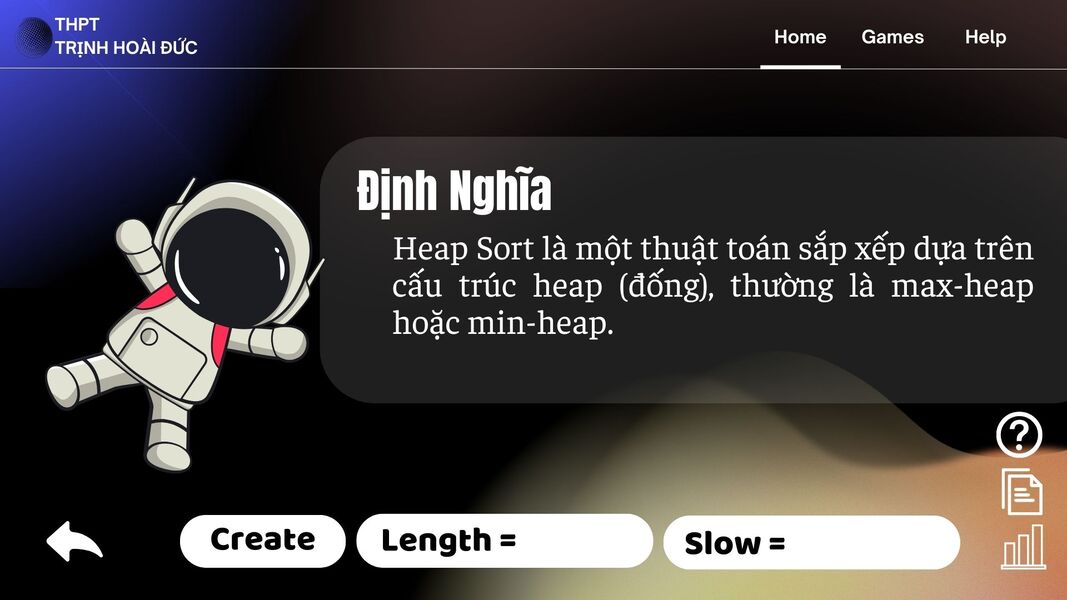 THPT
TRỊNH HOÀI ĐỨC
Home
Games
Help
Định Nghĩa
Heap Sort là một thuật toán sắp xếp dựa trên
cấu trúc heap (đống), thường là max-heap
hoặc min-heap.
?
Create
Length =
Slow =